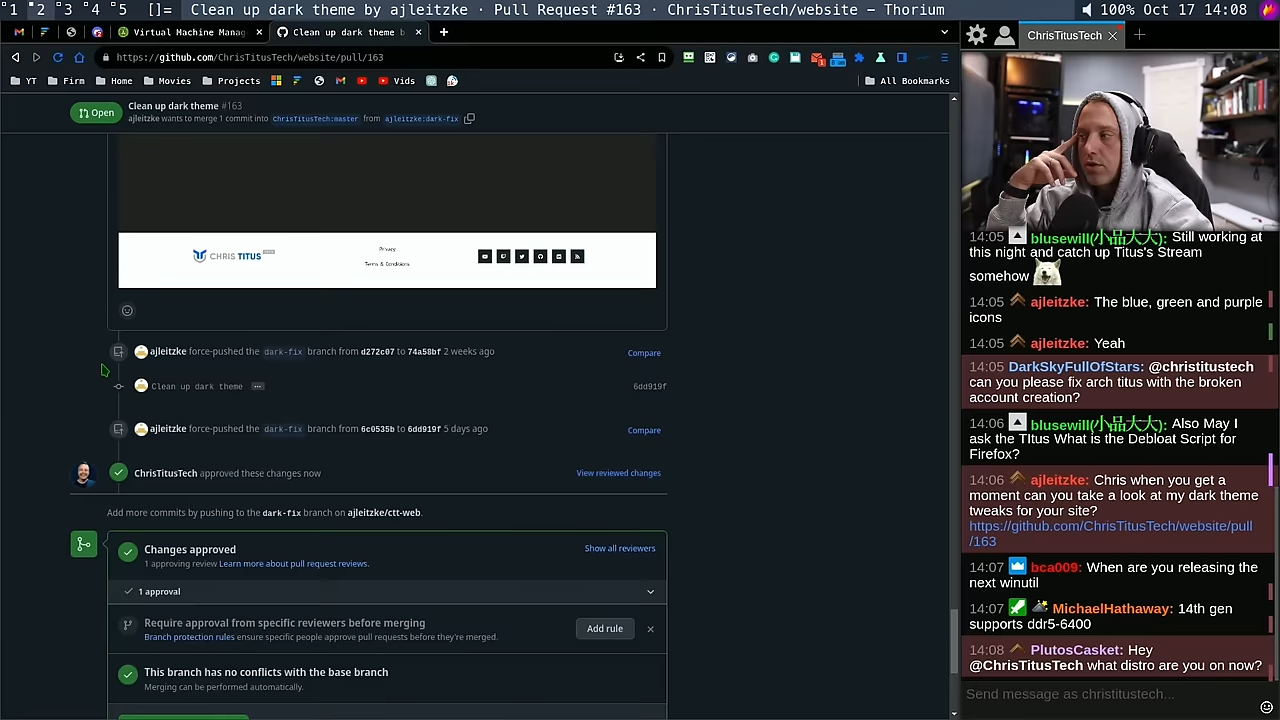 1 2 3 4 5 []= Clean up dark theme by ajleitzke · Pull Request #163 · ChrisTitusTech/website – Thorium 100% Oct 17 14:08
Virtual Machine Manag × Clean up dark theme b × +
https://github.com/ChrisTitusTech/website/pull/163
YT Firm Home Movies Projects Vids All Bookmarks
Open
Clean up dark theme #163
ajleitzke wants to merge 1 commit into ChrisTitusTech:master from ajleitzke:dark-fix
CHRIS TITUS
Privacy
Terms & Conditions
ajleitzke force-pushed the dark-fix branch from d272c07 to 74a58bf 2 weeks ago
Compare
Clean up dark theme ...
6dd919f
ajleitzke force-pushed the dark-fix branch from 6c0535b to 6dd919f 5 days ago
Compare
ChrisTitusTech approved these changes now
View reviewed changes
Add more commits by pushing to the dark-fix branch on ajleitzke/ctt-web.
Changes approved
Show all reviewers
1 approving review Learn more about pull request reviews.
1 approval
Require approval from specific reviewers before merging
Branch protection rules ensure specific people approve pull requests before they're merged.
Add rule
This branch has no conflicts with the base branch
Merging can be performed automatically.
ChrisTitusTech
14:05 blusewill(小品大大): Still working at
this night and catch up Titus's Stream
somehow
14:05 ajleitzke: The blue, green and purple
icons
14:05 ajleitzke: Yeah
14:05 DarkSkyFullOfStars: @christitustech
can you please fix arch titus with the broken
account creation?
14:06 blusewill(小品大大): Also May I
ask the TItus What is the Debloat Script for
Firefox?
14:06 ajleitzke: Chris when you get a
moment can you take a look at my dark theme
tweaks for your site?
https://github.com/ChrisTitusTech/website/pull
/163
14:07 bca009: When are you releasing the
next winutil
14:07 MichaelHathaway: 14th gen
supports ddr5-6400
14:08 PlutosCasket: Hey
@ChrisTitusTech what distro are you on now?
Send message as christitustech...